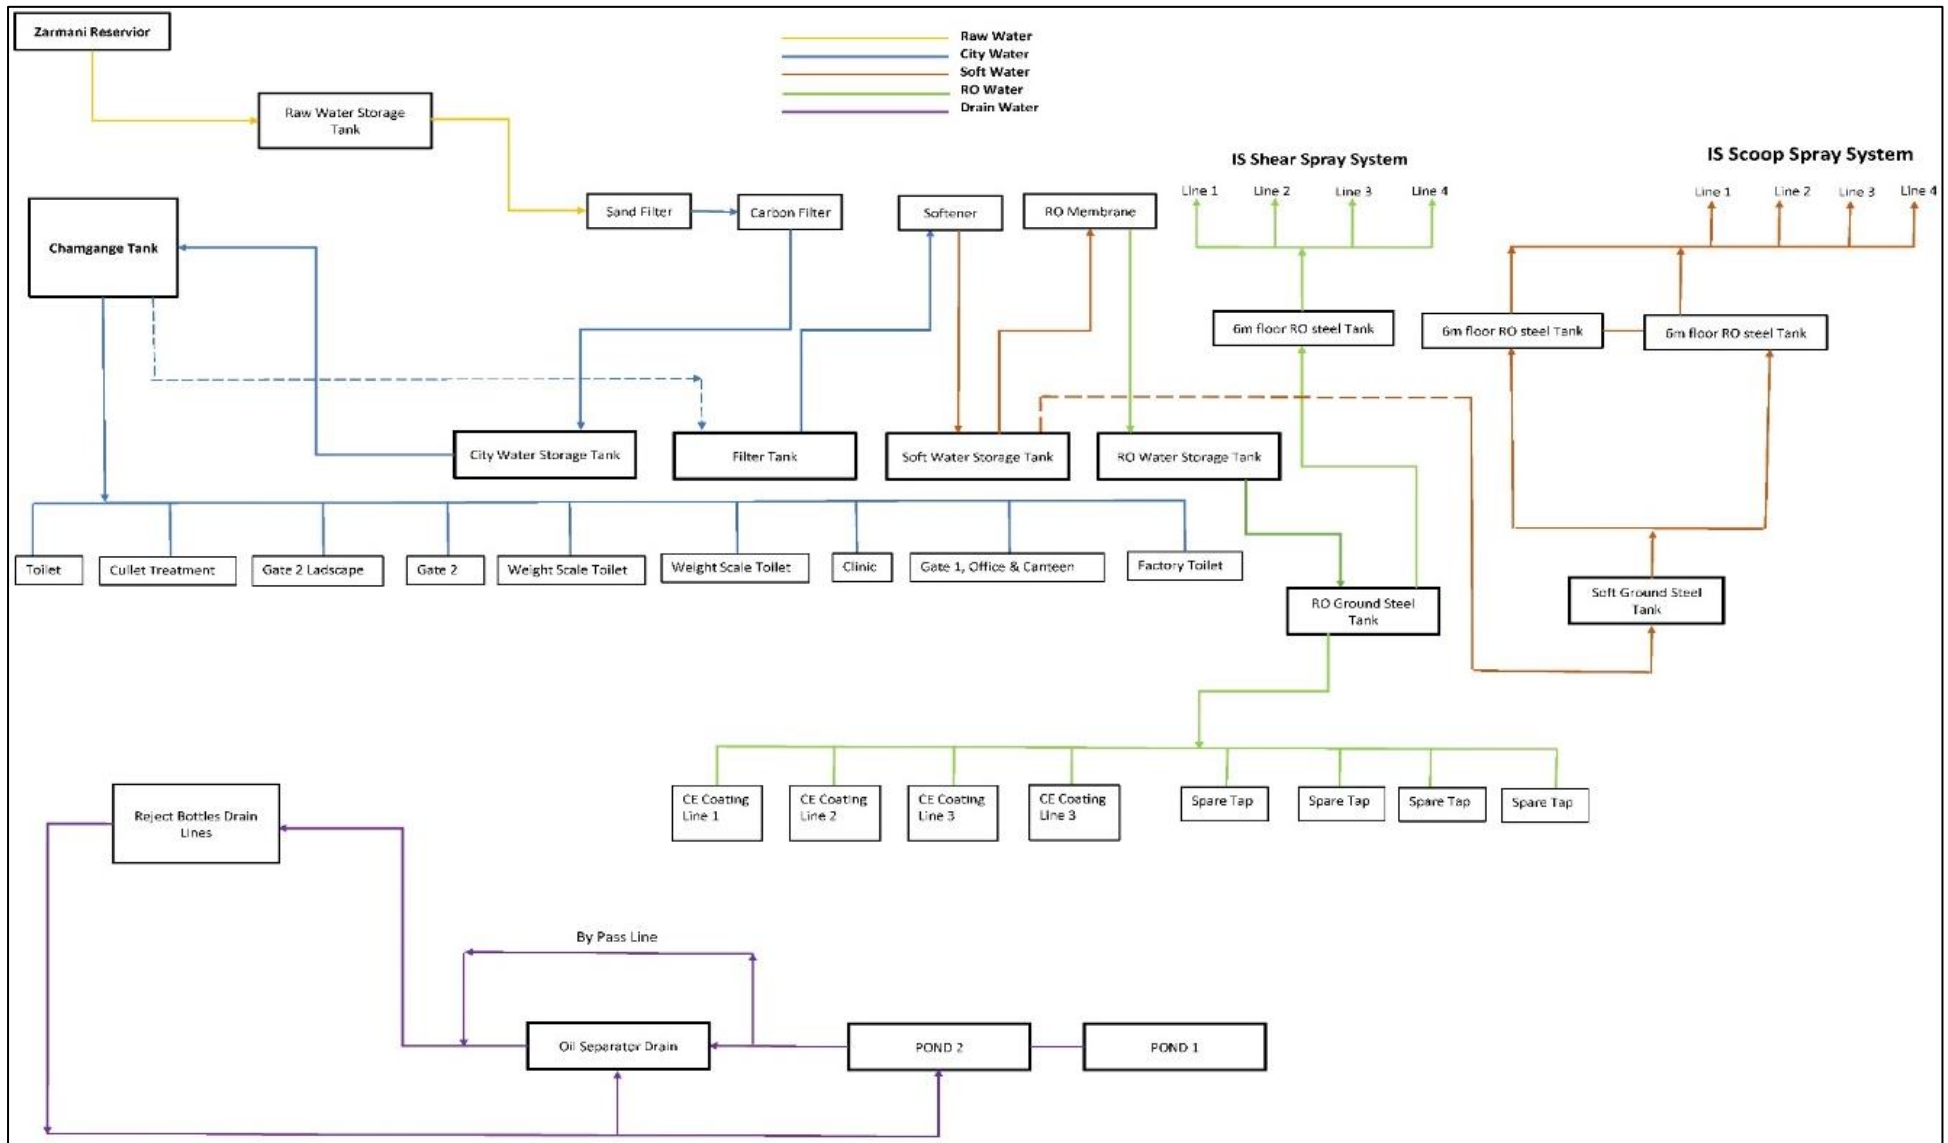 Zarmani Reservior
Raw Water
City Water
Soft Water
RO Water
Drain Water
Raw Water Storage
Tank
IS Shear Spray System
IS Scoop Spray System
Line 1
Line 2
Line 3
Line 4
Line 1
Line 2
Line 3
Line 4
Chamgange Tank
Sand Filter
Carbon Filter
Softener
RO Membrane
6m floor RO steel Tank
6m floor RO steel Tank
6m floor RO steel Tank
City Water Storage Tank
Filter Tank
Soft Water Storage Tank
RO Water Storage Tank
Toilet
Cullet Treatment
Gate 2 Ladscape
Gate 2
Weight Scale Toilet
Weight Scale Toilet
Clinic
Gate 1, Office & Canteen
Factory Toilet
RO Ground Steel
Tank
Soft Ground Steel
Tank
CE Coating
Line 1
CE Coating
Line 2
CE Coating
Line 3
CE Coating
Line 3
Spare Tap
Spare Tap
Spare Tap
Spare Tap
Reject Bottles Drain
Lines
By Pass Line
Oil Separator Drain
POND 2
POND 1